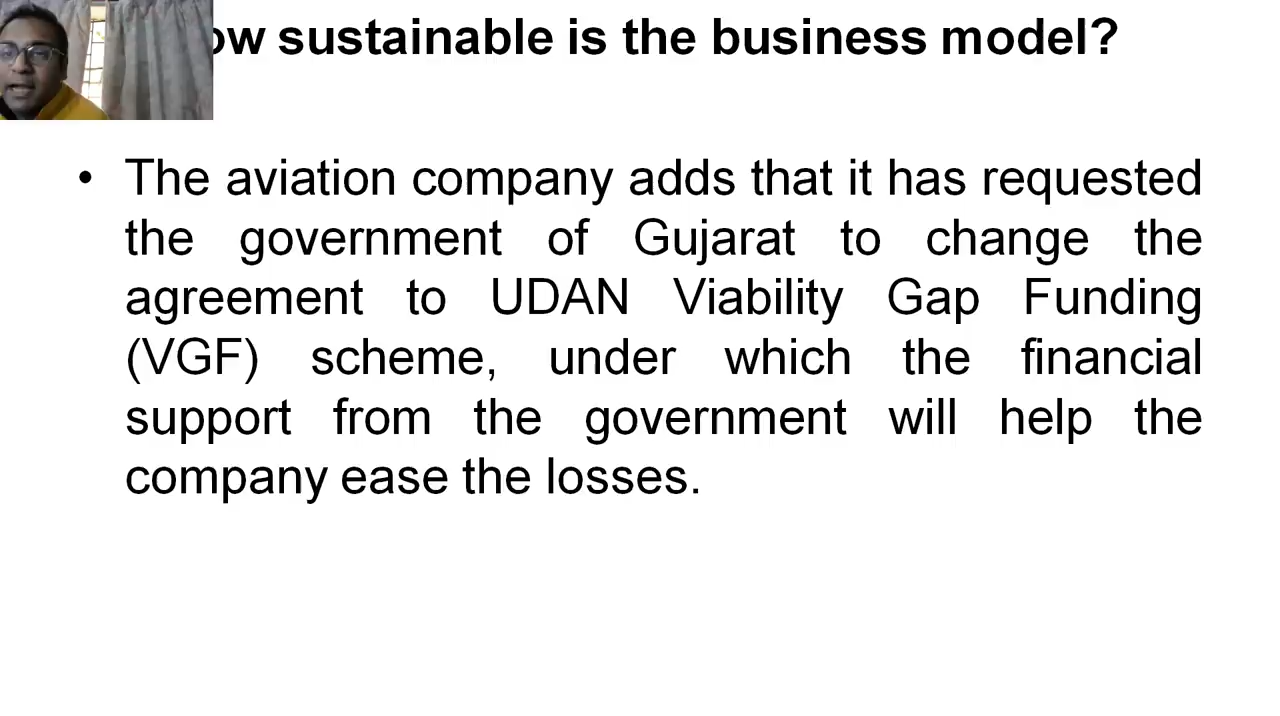 ow sustainable is the business model?
• The aviation company adds that it has requested
the government of Gujarat to change the
agreement to UDAN Viability Gap Funding
(VGF) scheme, under which the financial
support from the government will help the
company ease the losses.